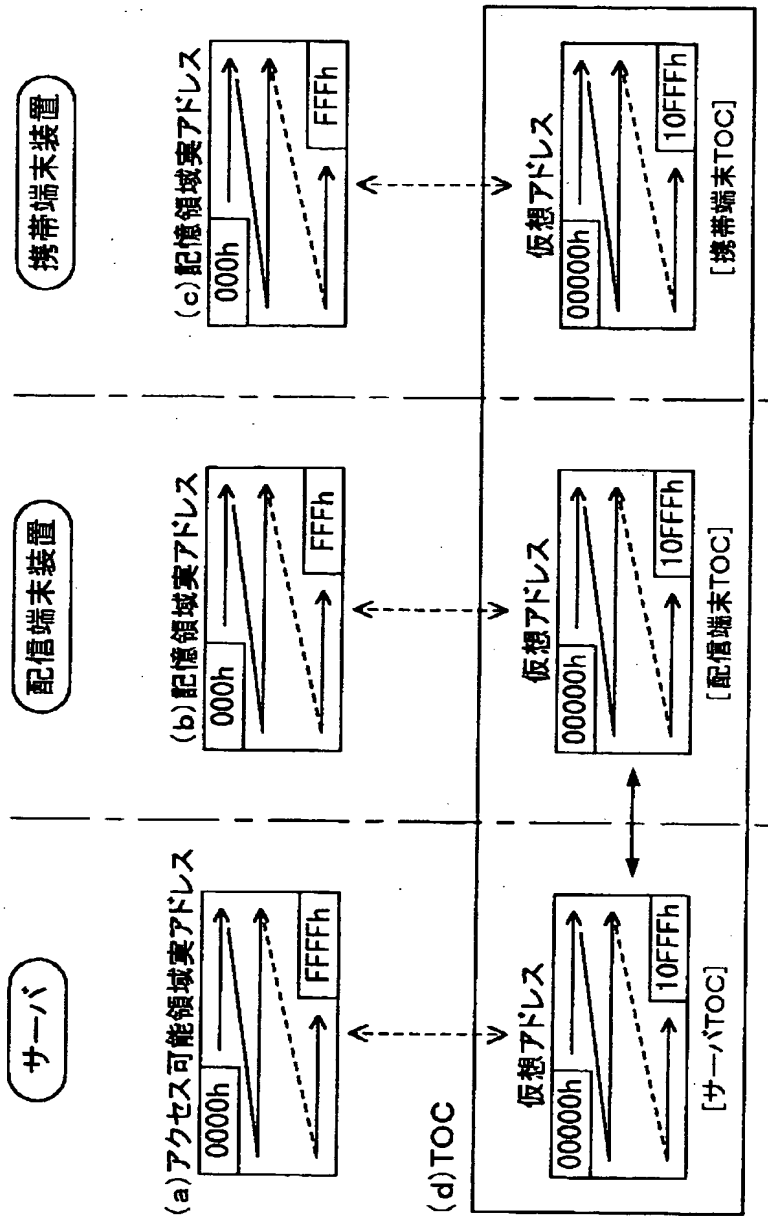 サーバ
配信端末装置
携帯端末装置
(a)アクセス可能領域実アドレス
0000h
FFFFh
(b)記憶領域実アドレス
000h
FFFh
(c)記憶領域実アドレス
000h
FFFh
(d)TOC
仮想アドレス
00000h
10FFFh
[サーバTOC]
仮想アドレス
00000h
10FFFh
[配信端末TOC]
仮想アドレス
00000h
10FFFh
[携帯端末TOC]